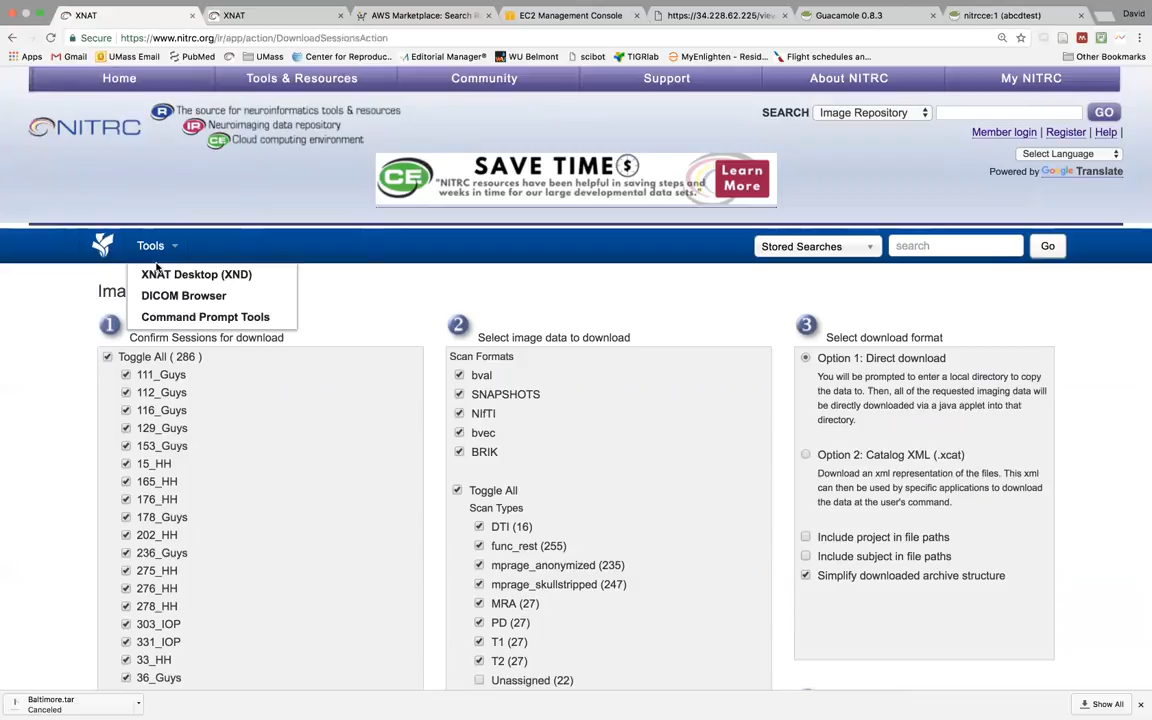 XNAT
XNAT
AWS Marketplace: Search R
EC2 Management Console
https://34.228.62.225/view
Guacamole 0.8.3
nitrcce:1 (abcdtest)
David
Secure https://www.nitrc.org/ir/app/action/DownloadSessionsAction
Apps Gmail UMass Email PubMed UMass Center for Reproduc.. Editorial Manager® WU Belmont scibot TIGRlab MyEnlighten - Resid... Flight schedules an... Other Bookmarks
Home Tools & Resources Community Support About NITRC My NITRC
NITRC
R The source for neuroinformatics tools & resources
IR Neuroimaging data repository
CE Cloud computing environment
SEARCH Image Repository GO
Member login | Register | Help |
Select Language
Powered by Google Translate
CE SAVE TIME $
"NITRC resources have been helpful in saving steps and
weeks in time for our large developmental data sets."
Learn
More
Tools Stored Searches search Go
XNAT Desktop (XND)
DICOM Browser
Command Prompt Tools
Ima
1 Confirm Sessions for download
Toggle All ( 286 )
111_Guys
112_Guys
116_Guys
129_Guys
153_Guys
15_HH
165_HH
176_HH
178_Guys
202_HH
236_Guys
275_HH
276_HH
278_HH
303_IOP
331_IOP
33_HH
36_Guys
2 Select image data to download
Scan Formats
bval
SNAPSHOTS
NIfTI
bvec
BRIK
Toggle All
Scan Types
DTI (16)
func_rest (255)
mprage_anonymized (235)
mprage_skullstripped (247)
MRA (27)
PD (27)
T1 (27)
T2 (27)
Unassigned (22)
3 Select download format
Option 1: Direct download
You will be prompted to enter a local directory to copy
the data to. Then, all of the requested imaging data will
be directly downloaded via a java applet into that
directory.
Option 2: Catalog XML (.xcat)
Download an xml representation of the files. This xml
can then be used by specific applications to download
the data at the user's command.
Include project in file paths
Include subject in file paths
Simplify downloaded archive structure
Baltimore.tar
Canceled
Show All